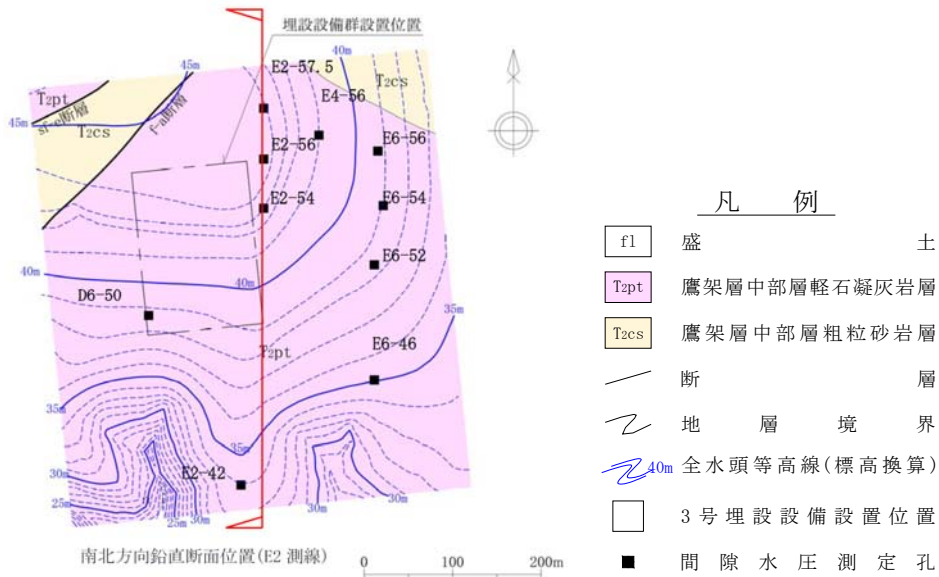 埋設設備群設置位置
45m
40m
E2-57.5
T2cs
T2pt
E4-56
45m
sf-e断層
f-a断層
T2cs
E6-56
E2-56
E2-54
E6-54
E6-52
40m
40m
D6-50
35m
T2pt
E6-46
35m
35m
E2-42
30m
30m
25m
25m
30m
30m
30m
南北方向鉛直断面位置(E2 測線)
0 100 200m
凡例
fl 盛土
T2pt 鷹架層中部層軽石凝灰岩層
T2cs 鷹架層中部層粗粒砂岩層
断層
地層境界
40m 全水頭等高線(標高換算)
3号埋設設備設置位置
間隙水圧測定孔